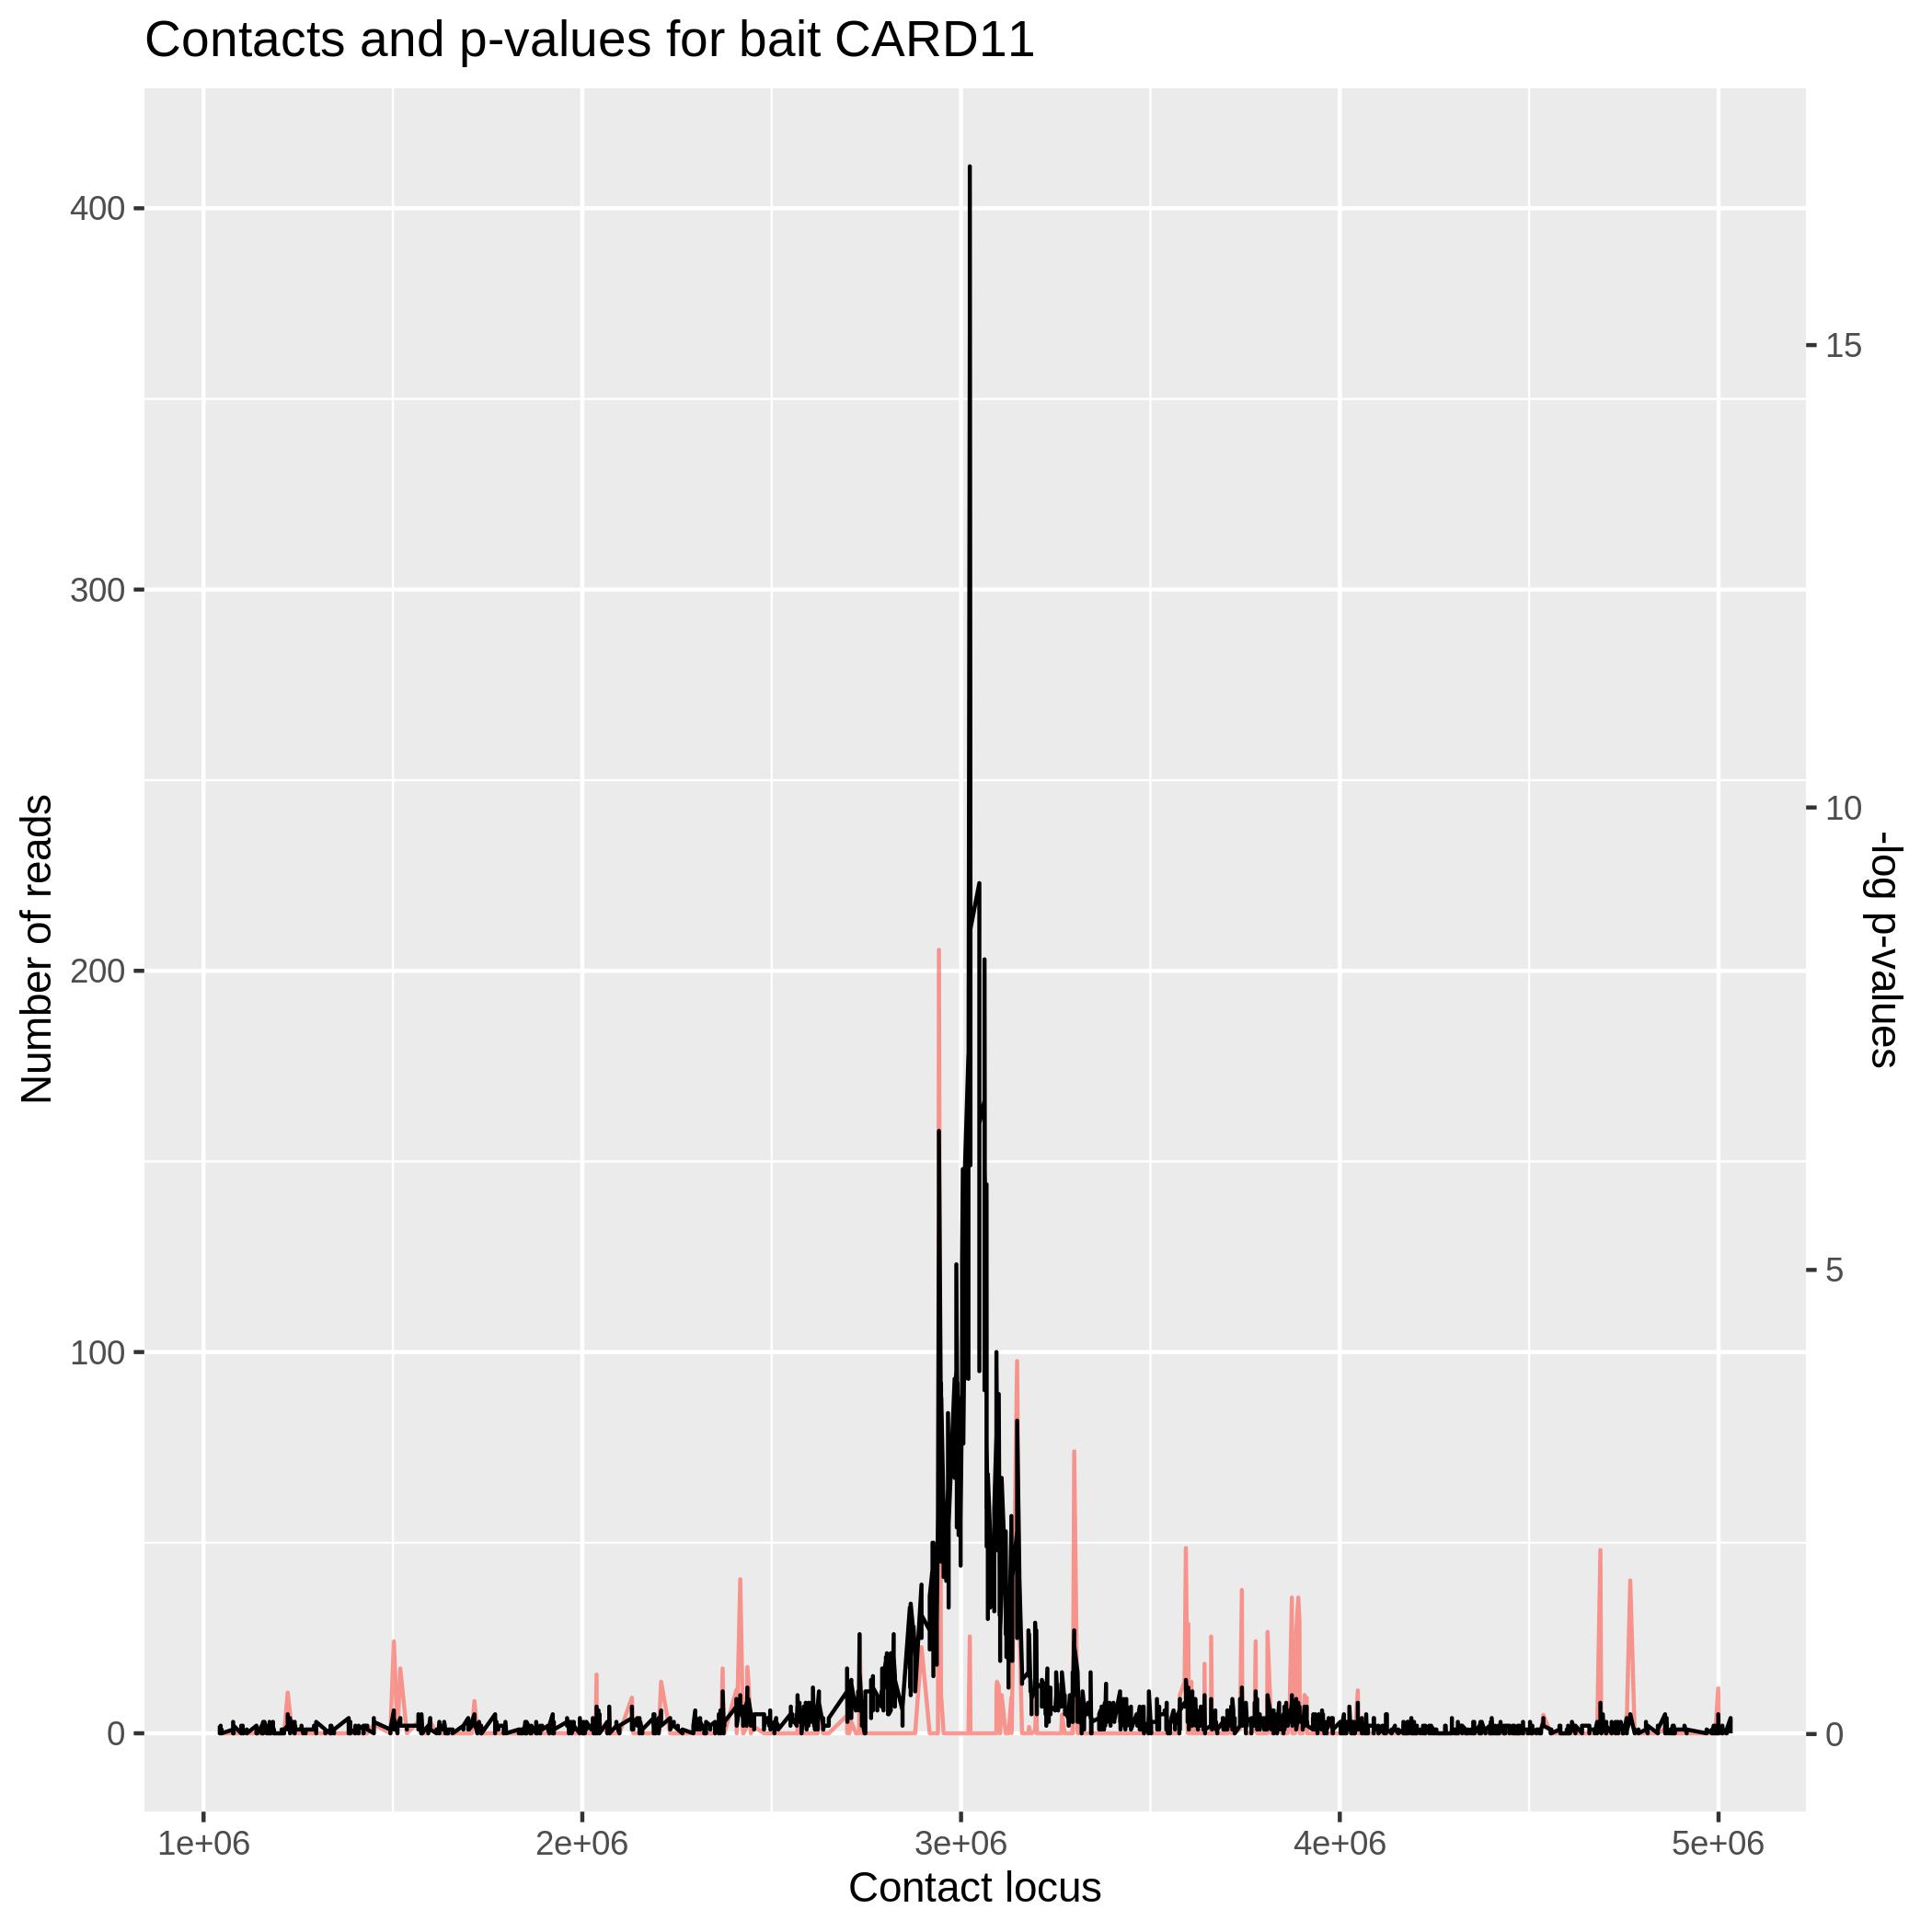 Contacts and p-values for bait CARD11
400
300
200
100
0
Number of reads
15
10
5
0
-log p-values
1e+06
2e+06
3e+06
4e+06
5e+06
Contact locus